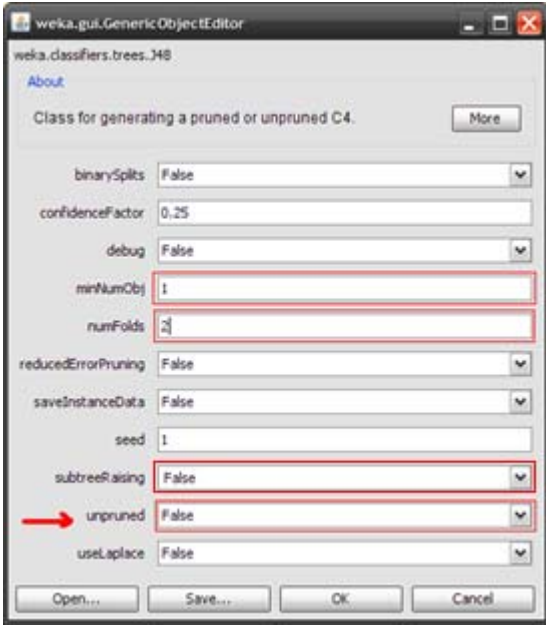 weka.gui.GenericObjectEditor
weka.classifiers.trees.J48
About
Class for generating a pruned or unpruned C4.
More
binarySplits False
confidenceFactor 0.25
debug False
minNumObj 1
numFolds 2
reducedErrorPruning False
saveInstanceData False
seed 1
subtreeRaising False
unpruned False
useLaplace False
Open... Save... OK Cancel